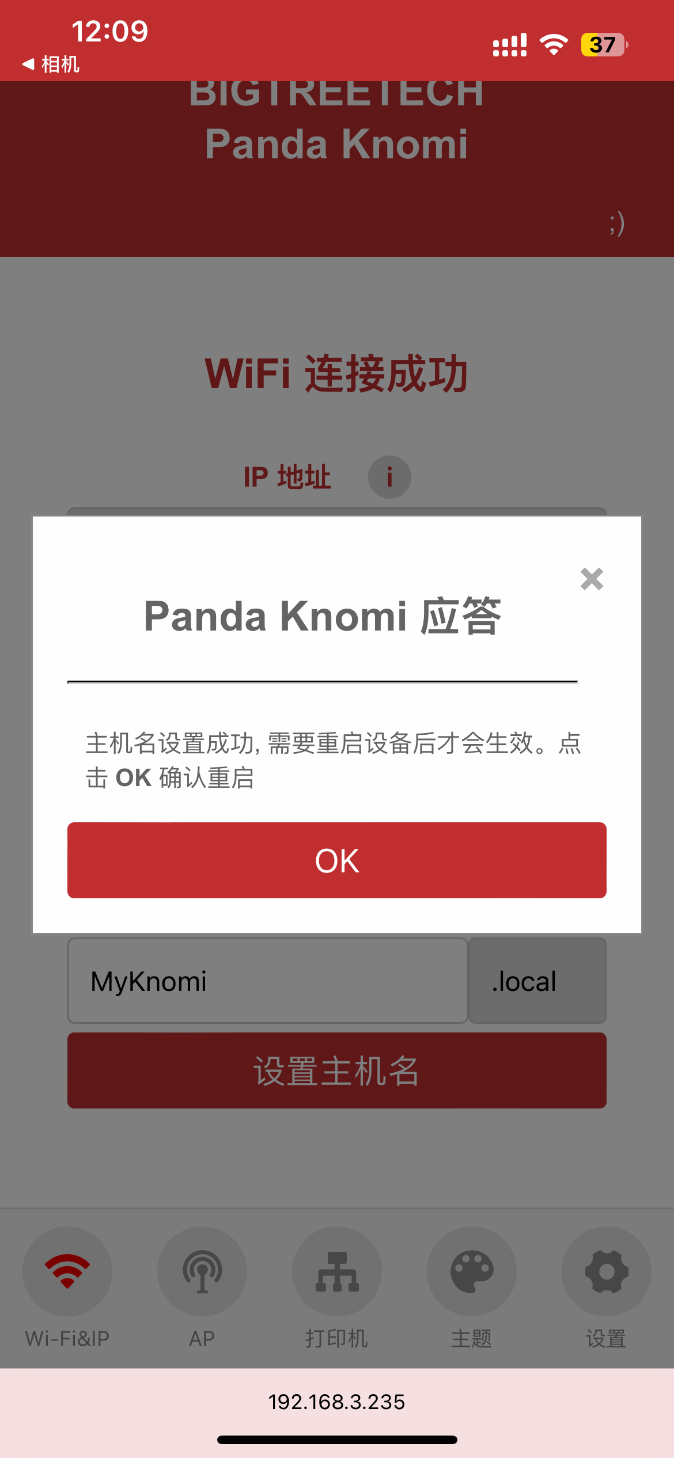 12:09
37
◀ 相机
BIGTREETECH
Panda Knomi
;)
WiFi 连接成功
IP 地址 i
×
Panda Knomi 应答
主机名设置成功, 需要重启设备后才会生效。点
击 OK 确认重启
OK
MyKnomi .local
设置主机名
Wi-Fi&IP AP 打印机 主题 设置
192.168.3.235